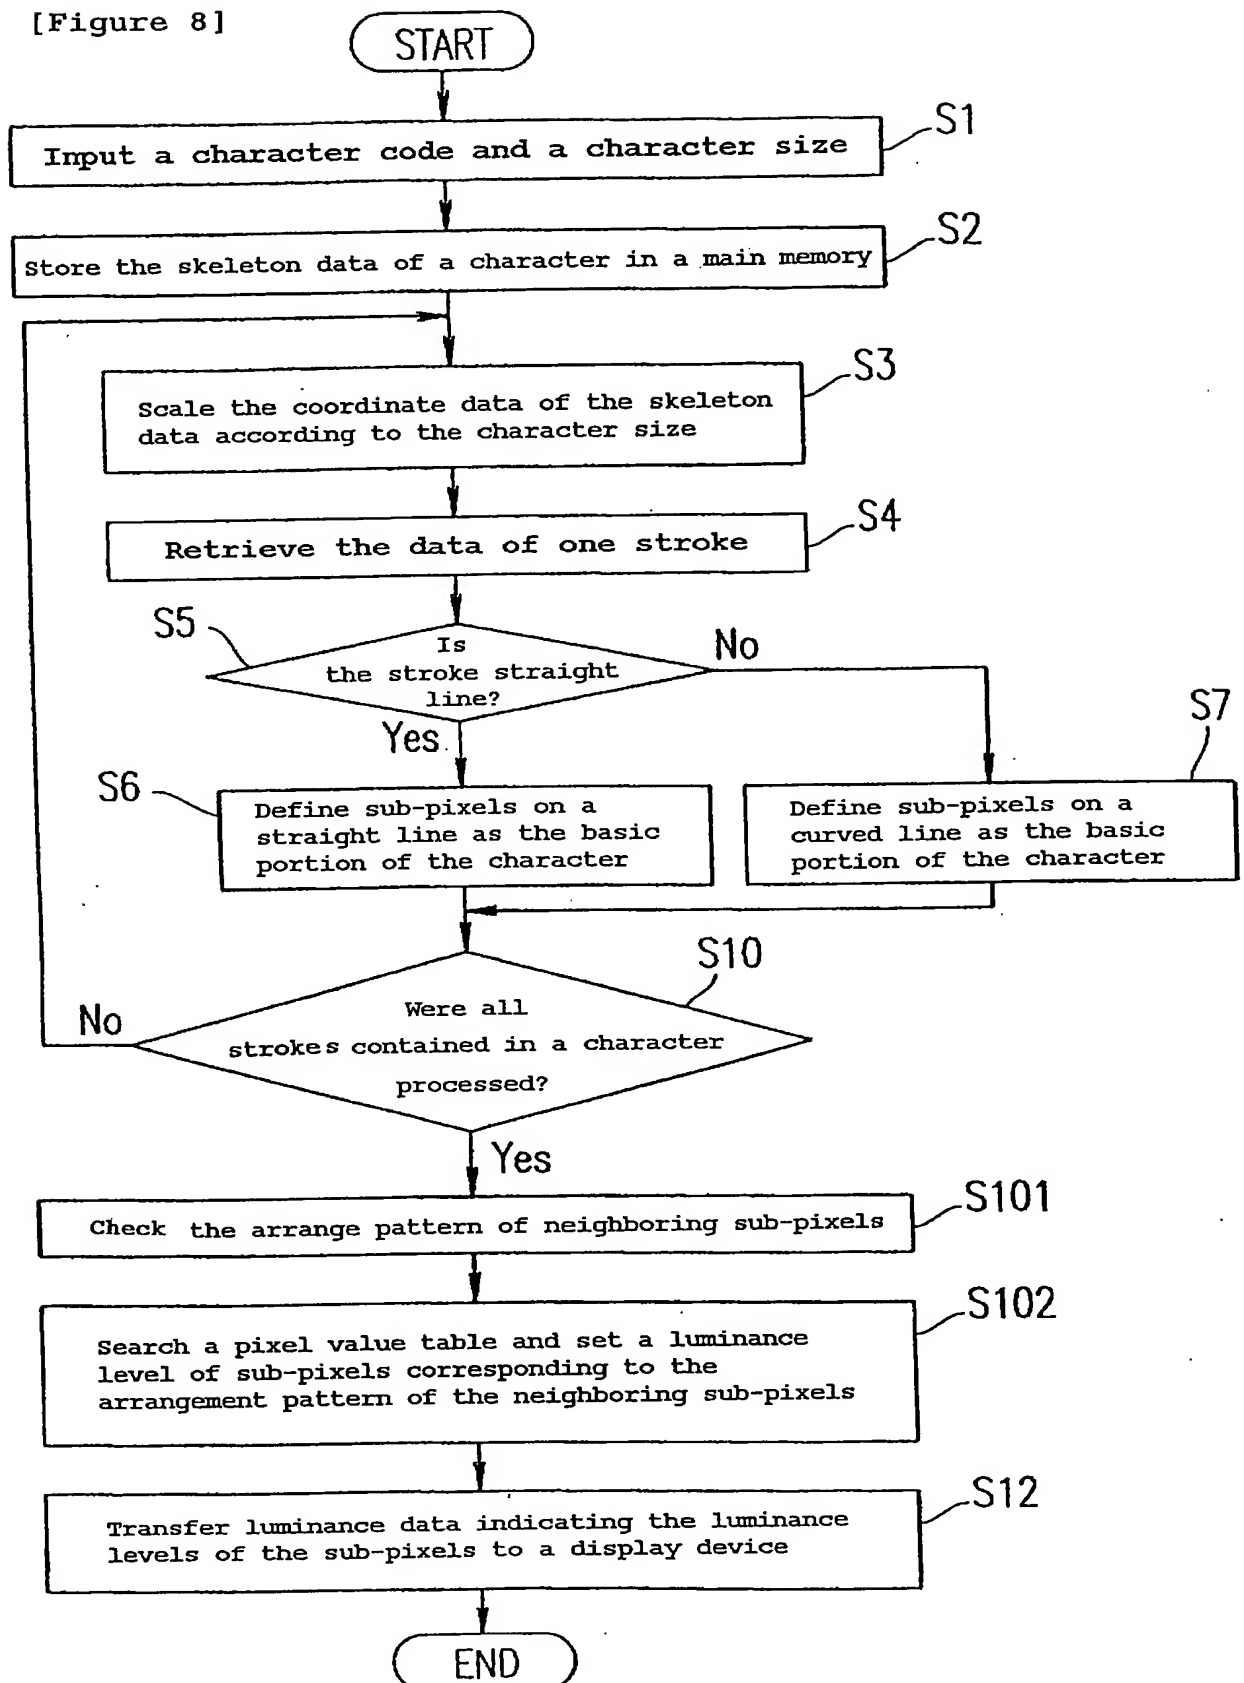 [Figure 8]
START
S1
Input a character code and a character size
S2
Store the skeleton data of a character in a main memory
S3
Scale the coordinate data of the skeleton
data according to the character size
S4
Retrieve the data of one stroke
S5
Is
the stroke straight
line?
No
Yes
S7
S6
Define sub-pixels on a
straight line as the basic
portion of the character
Define sub-pixels on a
curved line as the basic
portion of the character
S10
Were all
strokes contained in a character
processed?
No
Yes
S101
Check the arrange pattern of neighboring sub-pixels
S102
Search a pixel value table and set a luminance
level of sub-pixels corresponding to the
arrangement pattern of the neighboring sub-pixels
S12
Transfer luminance data indicating the luminance
levels of the sub-pixels to a display device
END